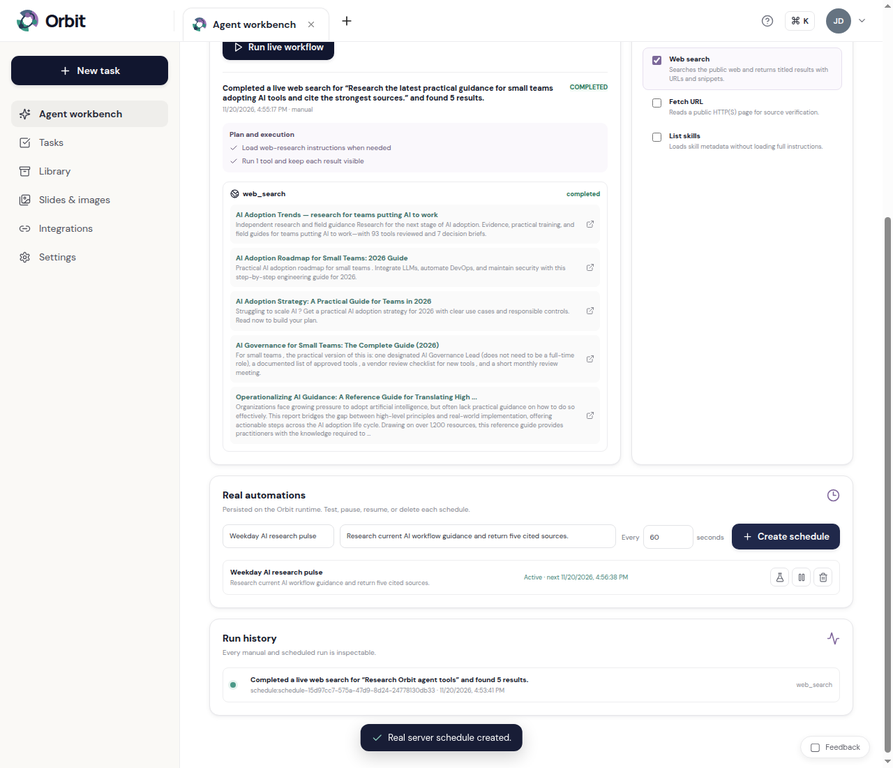 Orbit
Agent workbench
⌘ K
JD
New task
Agent workbench
Tasks
Library
Slides & images
Integrations
Settings
Run live workflow
Completed a live web search for “Research the latest practical guidance for small teams
adopting AI tools and cite the strongest sources.” and found 5 results.
COMPLETED
11/20/2026, 4:55:17 PM · manual
Plan and execution
Load web-research instructions when needed
Run 1 tool and keep each result visible
web_search
completed
AI Adoption Trends — research for teams putting AI to work
Independent research and field guidance Research for the next stage of AI adoption. Evidence, practical training, and
field guides for teams putting AI to work—with 93 tools reviewed and 7 decision briefs.
AI Adoption Roadmap for Small Teams: 2026 Guide
Practical AI adoption roadmap for small teams . Integrate LLMs, automate DevOps, and maintain security with this
step-by-step engineering guide for 2026.
AI Adoption Strategy: A Practical Guide for Teams in 2026
Struggling to scale AI ? Get a practical AI adoption strategy for 2026 with clear use cases and responsible controls.
Read now to build your plan.
AI Governance for Small Teams: The Complete Guide (2026)
For small teams , the practical version of this is: one designated AI Governance Lead (does not need to be a full-time
role), a documented list of approved tools , a vendor review checklist for new tools , and a short monthly review
meeting.
Operationalizing AI Guidance: A Reference Guide for Translating High ...
Organizations face growing pressure to adopt artificial intelligence, but often lack practical guidance on how to do so
effectively. This report bridges the gap between high-level principles and real-world implementation, offering
actionable steps across the AI adoption life cycle. Drawing on over 1,200 resources, this reference guide provides
practitioners with the knowledge required to ...
Web search
Searches the public web and returns titled results with
URLs and snippets.
Fetch URL
Reads a public HTTP(S) page for source verification.
List skills
Loads skill metadata without loading full instructions.
Real automations
Persisted on the Orbit runtime. Test, pause, resume, or delete each schedule.
Weekday AI research pulse
Research current AI workflow guidance and return five cited sources.
Every
60
seconds
Create schedule
Weekday AI research pulse
Research current AI workflow guidance and return five cited sources.
Active · next 11/20/2026, 4:56:38 PM
Run history
Every manual and scheduled run is inspectable.
Completed a live web search for “Research Orbit agent tools” and found 5 results.
schedule:schedule-15d97cc7-575e-47d9-8d24-24778130db33 · 11/20/2026, 4:53:41 PM
web_search
Real server schedule created.
Feedback